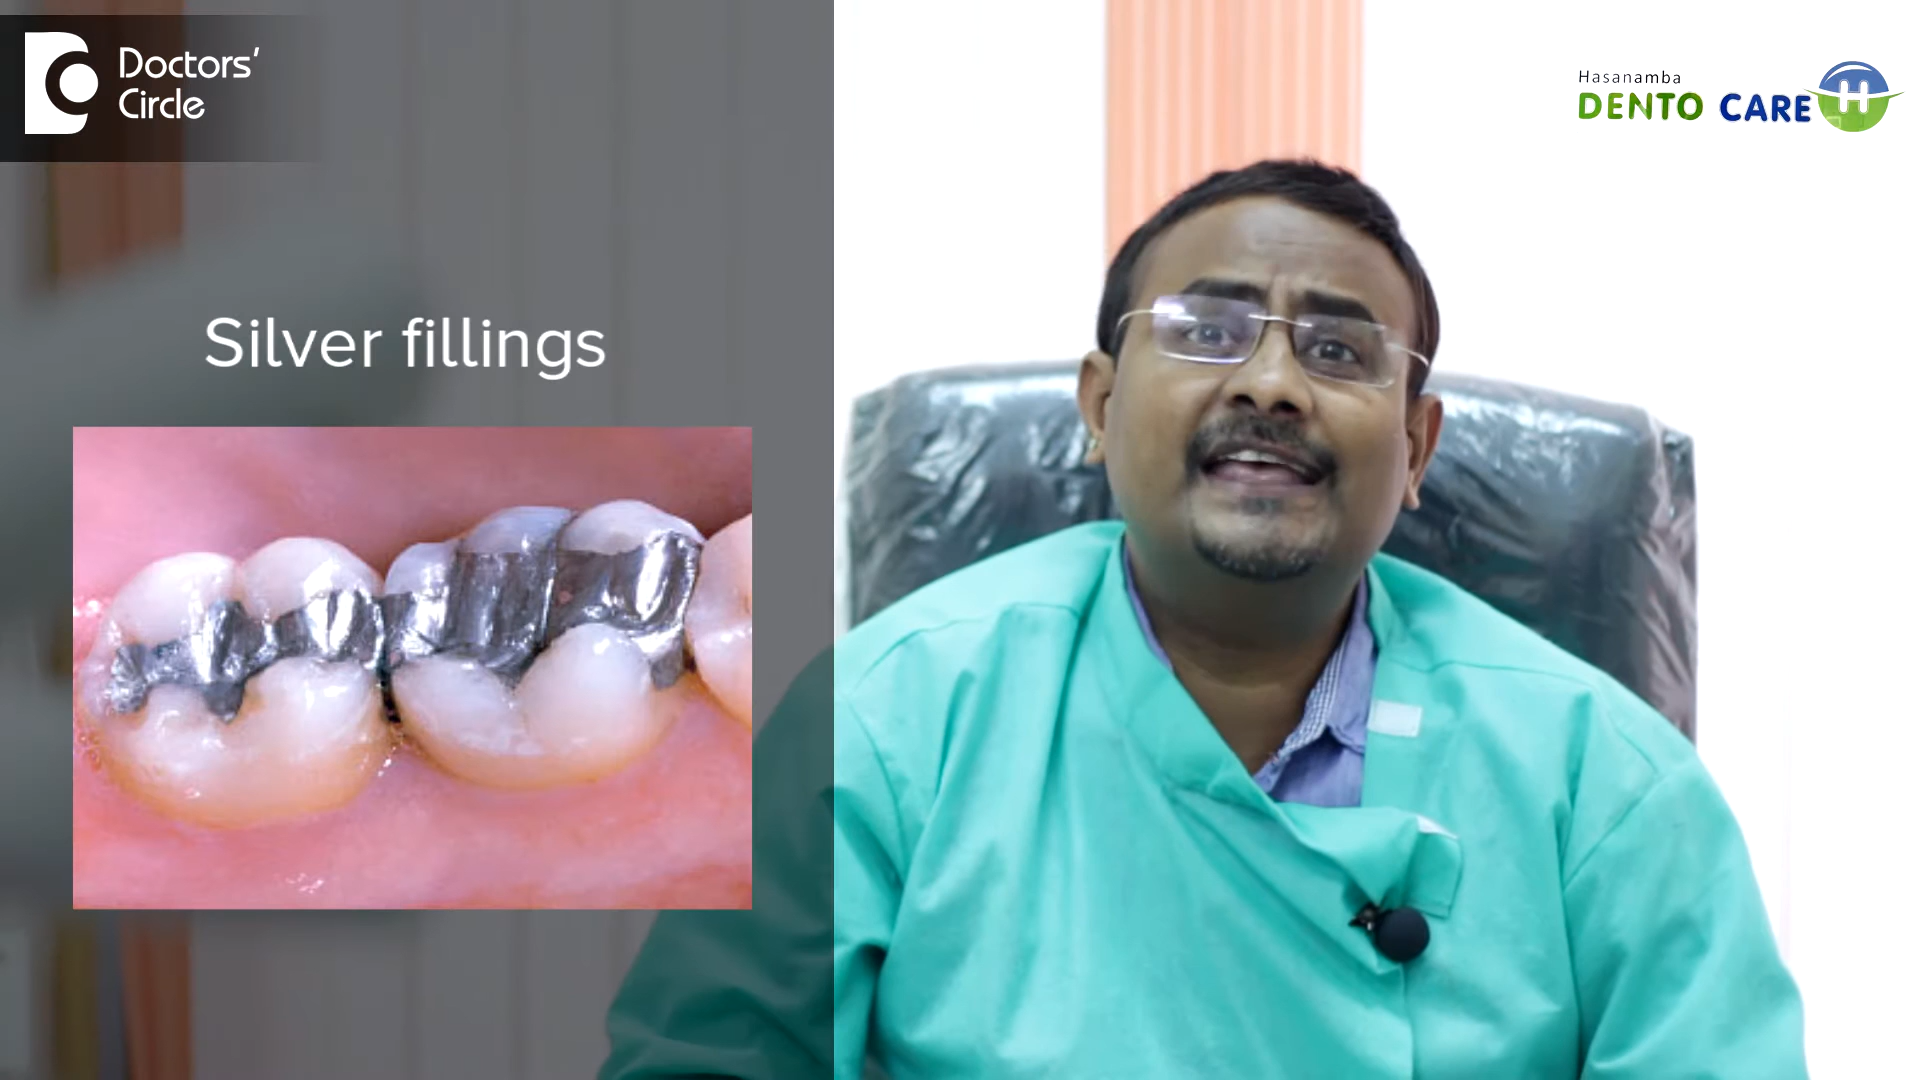 Doctors'
Circle
Hasanamba
DENTO CARE
H
Silver fillings